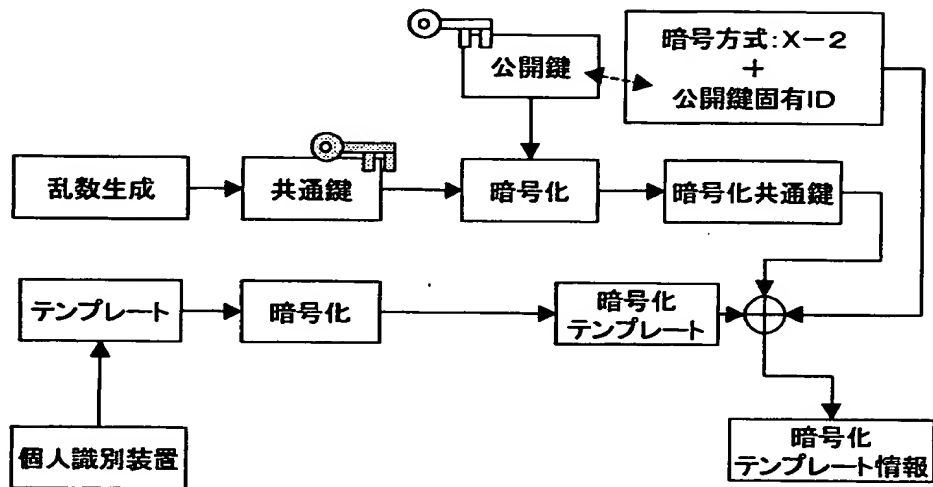 公開鍵
暗号方式:X-2
+
公開鍵固有ID
乱数生成
共通鍵
暗号化
暗号化共通鍵
テンプレート
暗号化
暗号化
テンプレート
個人識別装置
暗号化
テンプレート情報